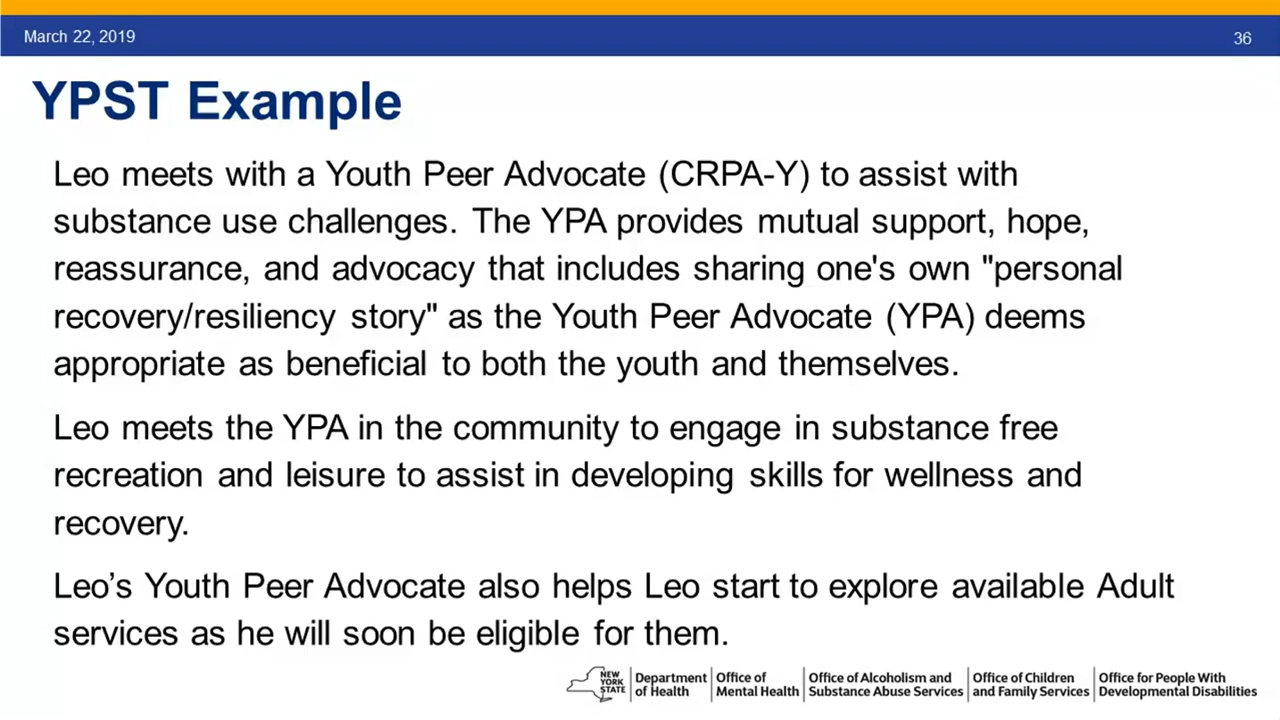 March 22, 2019
36
YPST Example
Leo meets with a Youth Peer Advocate (CRPA-Y) to assist with
substance use challenges. The YPA provides mutual support, hope,
reassurance, and advocacy that includes sharing one's own "personal
recovery/resiliency story" as the Youth Peer Advocate (YPA) deems
appropriate as beneficial to both the youth and themselves.
Leo meets the YPA in the community to engage in substance free
recreation and leisure to assist in developing skills for wellness and
recovery.
Leo’s Youth Peer Advocate also helps Leo start to explore available Adult
services as he will soon be eligible for them.
NEW
YORK
STATE
Department
of Health
Office of
Mental Health
Office of Alcoholism and
Substance Abuse Services
Office of Children
and Family Services
Office for People With
Developmental Disabilities